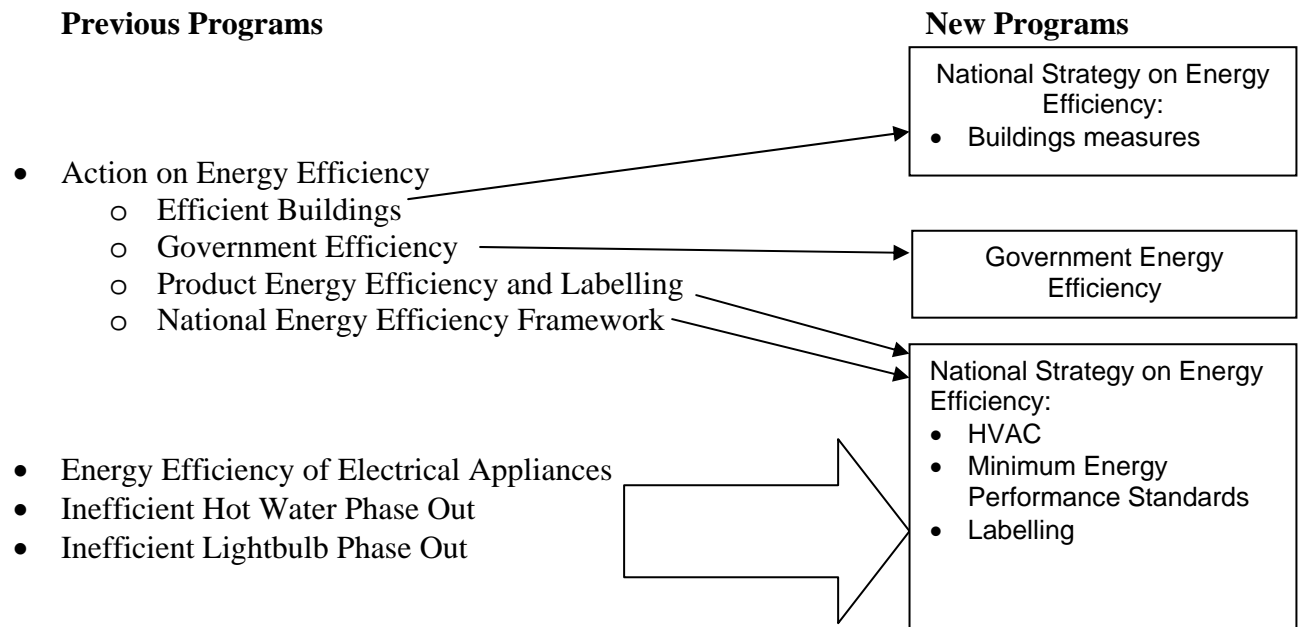 Previous Programs
New Programs
National Strategy on Energy
Efficiency:
• Buildings measures
• Action on Energy Efficiency
o Efficient Buildings
o Government Efficiency
o Product Energy Efficiency and Labelling
o National Energy Efficiency Framework
Government Energy
Efficiency
National Strategy on Energy
Efficiency:
• HVAC
• Minimum Energy
Performance Standards
• Labelling
• Energy Efficiency of Electrical Appliances
• Inefficient Hot Water Phase Out
• Inefficient Lightbulb Phase Out